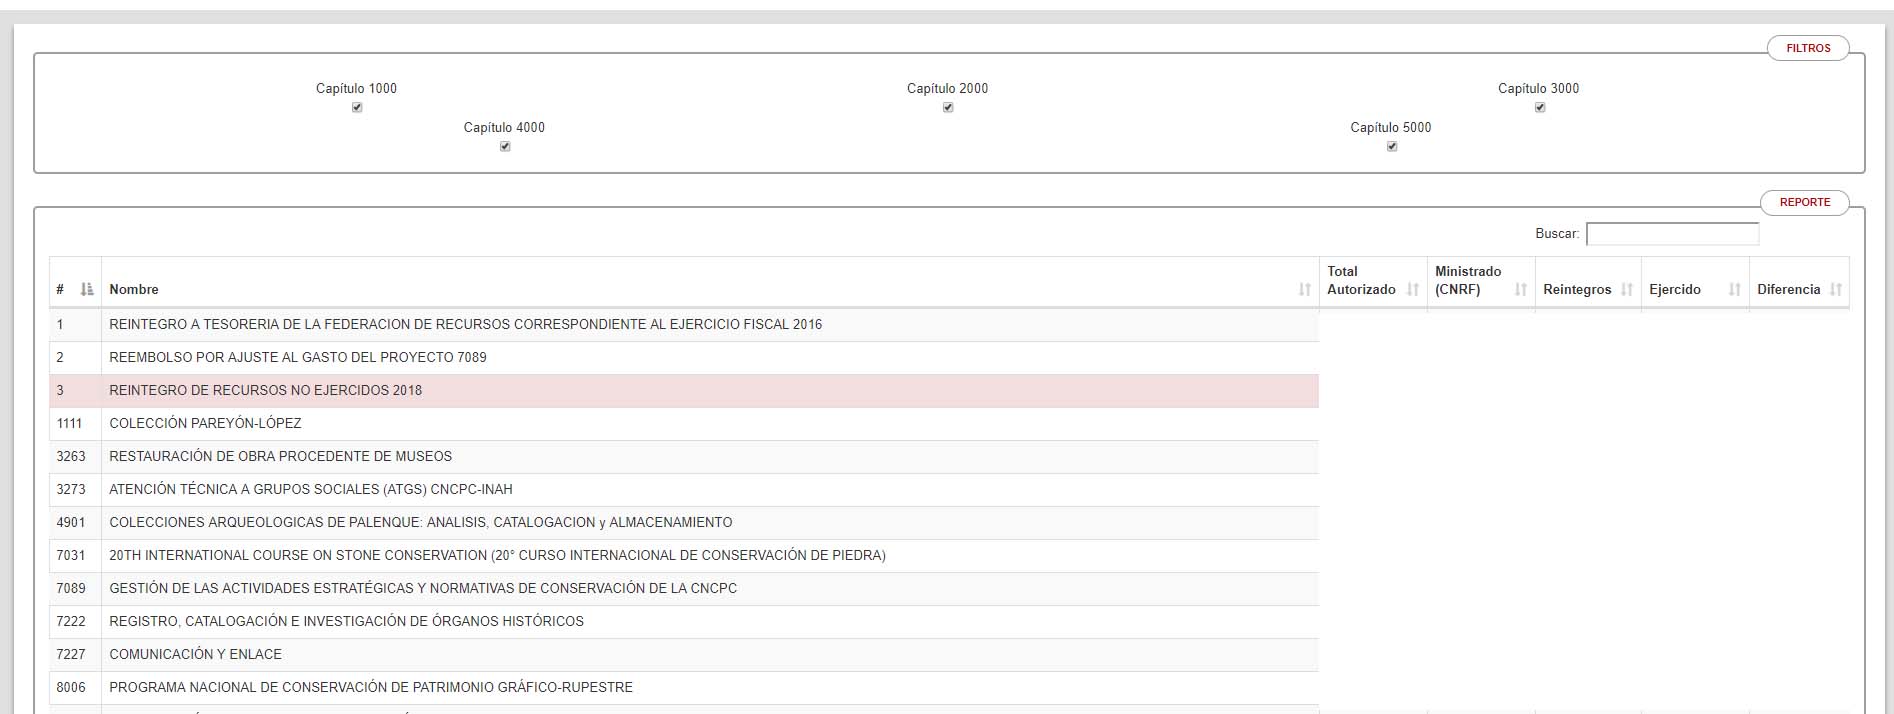 FILTROS
Capítulo 1000 Capítulo 2000 Capítulo 3000
Capítulo 4000 Capítulo 5000
REPORTE
Buscar:
# Nombre Total Autorizado Ministrado (CNRF) Reintegros Ejercido Diferencia
1 REINTEGRO A TESORERIA DE LA FEDERACION DE RECURSOS CORRESPONDIENTE AL EJERCICIO FISCAL 2016
2 REEMBOLSO POR AJUSTE AL GASTO DEL PROYECTO 7089
3 REINTEGRO DE RECURSOS NO EJERCIDOS 2018
1111 COLECCIÓN PAREYÓN-LÓPEZ
3263 RESTAURACIÓN DE OBRA PROCEDENTE DE MUSEOS
3273 ATENCIÓN TÉCNICA A GRUPOS SOCIALES (ATGS) CNCPC-INAH
4901 COLECCIONES ARQUEOLOGICAS DE PALENQUE: ANALISIS, CATALOGACION y ALMACENAMIENTO
7031 20TH INTERNATIONAL COURSE ON STONE CONSERVATION (20° CURSO INTERNACIONAL DE CONSERVACIÓN DE PIEDRA)
7089 GESTIÓN DE LAS ACTIVIDADES ESTRATÉGICAS Y NORMATIVAS DE CONSERVACIÓN DE LA CNCPC
7222 REGISTRO, CATALOGACIÓN E INVESTIGACIÓN DE ÓRGANOS HISTÓRICOS
7227 COMUNICACIÓN Y ENLACE
8006 PROGRAMA NACIONAL DE CONSERVACIÓN DE PATRIMONIO GRÁFICO-RUPESTRE